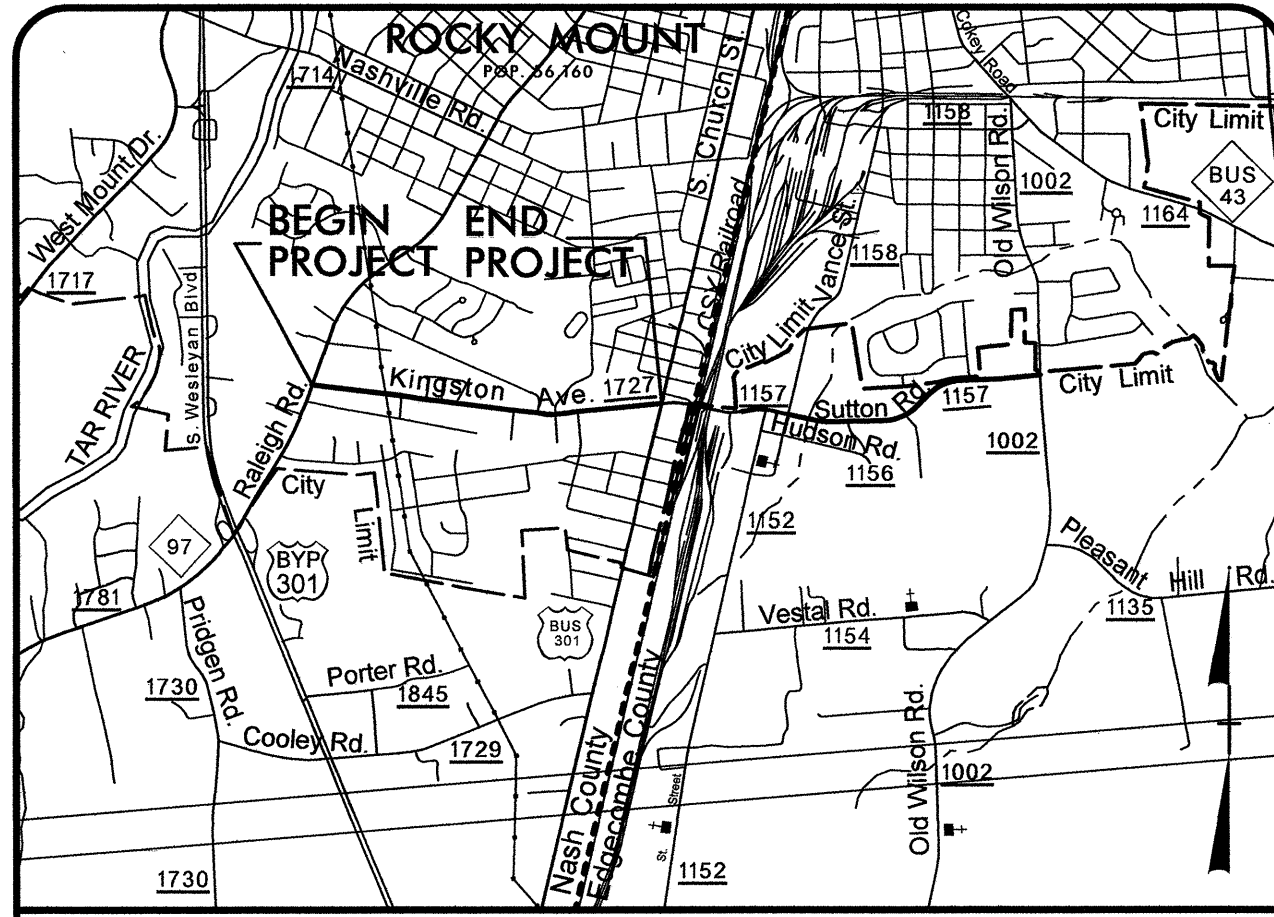 ROCKY MOUNT
POP. 56,160
1714
Nashville Rd.
S. Church St.
Cokey Road
1158
City Limit
West Mount Dr.
Old Wilson Rd.
1002
BUS
43
1164
BEGIN
PROJECT
END
PROJECT
1717
S. Wesleyan Blvd
CSX Railroad
Vance St.
1158
City Limit
TAR RIVER
Raleigh Rd.
Kingston Ave.
1727
1157
Sutton Rd.
1157
City Limit
Hudson Rd.
1156
1002
City
Limit
97
BYP
301
1152
Pleasant Hill Rd.
1135
1781
BUS
301
Vestal Rd.
1154
Pridgen Rd.
1730
Porter Rd.
1845
Cooley Rd.
1729
Nash County
Edgecombe County
St.
Street
Old Wilson Rd.
1002
1730
1152